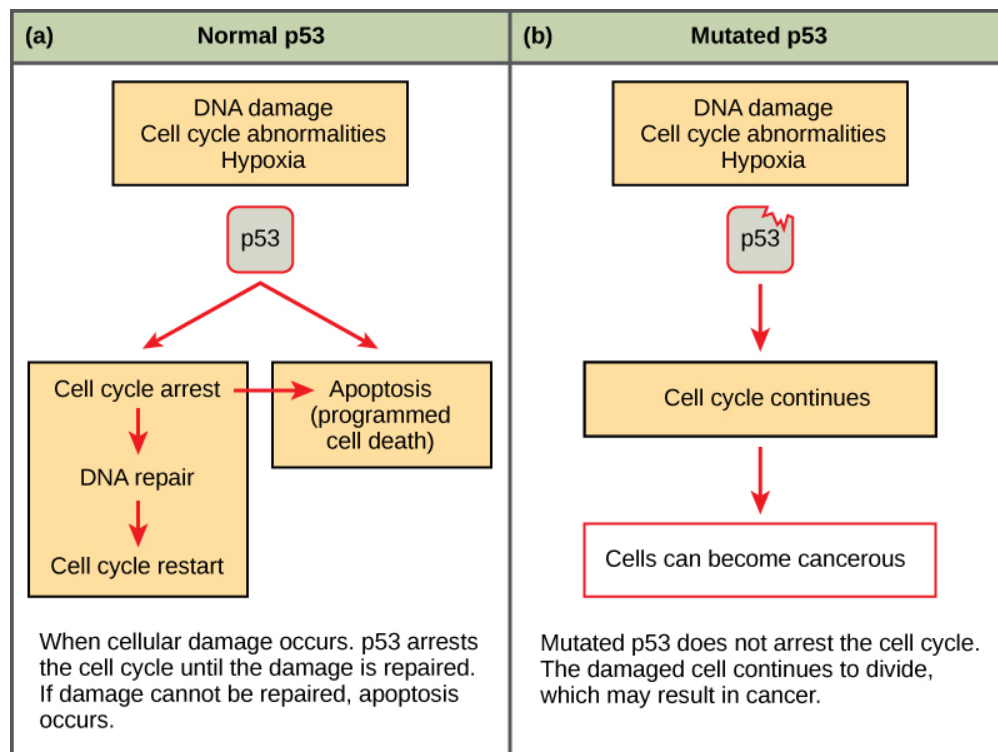 (a) Normal p53
DNA damage
Cell cycle abnormalities
Hypoxia
p53
Cell cycle arrest
DNA repair
Cell cycle restart
Apoptosis
(programmed
cell death)
When cellular damage occurs. p53 arrests
the cell cycle until the damage is repaired.
If damage cannot be repaired, apoptosis
occurs.
(b) Mutated p53
DNA damage
Cell cycle abnormalities
Hypoxia
p53
Cell cycle continues
Cells can become cancerous
Mutated p53 does not arrest the cell cycle.
The damaged cell continues to divide,
which may result in cancer.